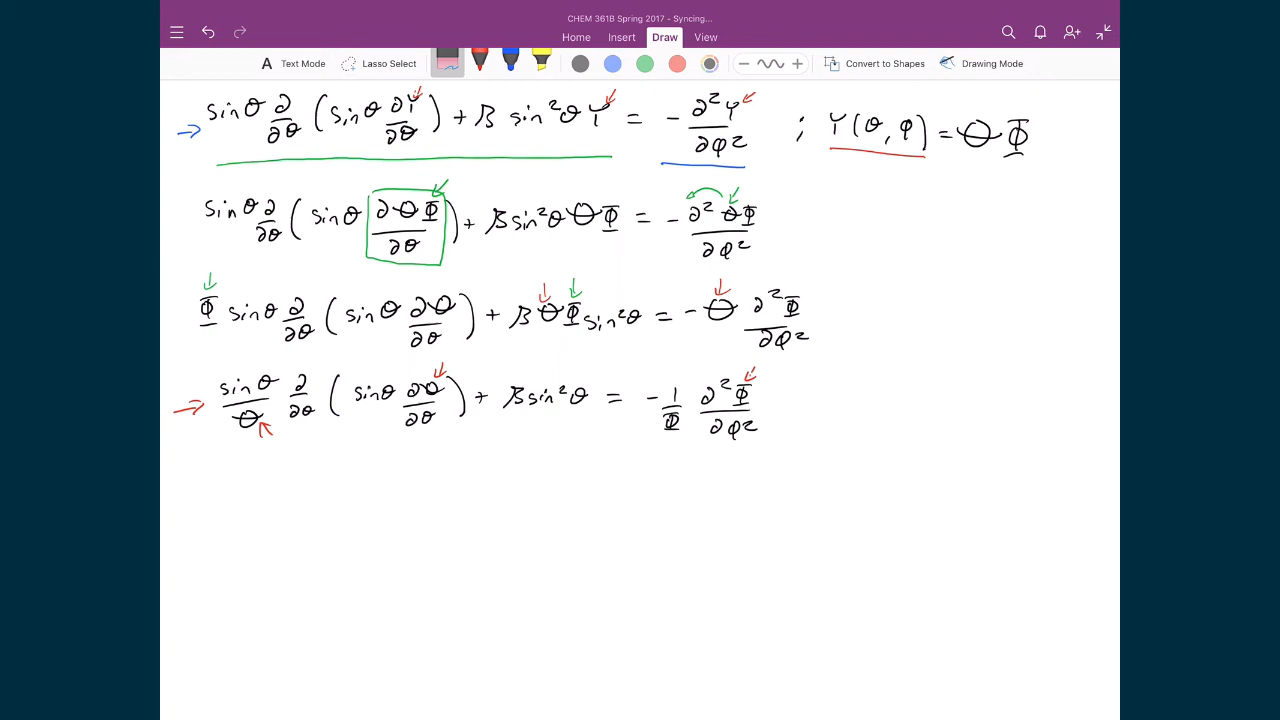 CHEM 361B Spring 2017 - Syncing...
Home Insert Draw View
Text Mode Lasso Select Convert to Shapes Drawing Mode
sinθ ∂/∂θ (sinθ ∂Y/∂θ) + β sin²θ Y = - ∂²Y/∂φ² ; Y(θ, φ) = Θ Φ
sinθ ∂/∂θ (sinθ ∂ΘΦ/∂θ) + β sin²θ ΘΦ = - ∂²ΘΦ/∂φ²
Φ sinθ ∂/∂θ (sinθ ∂Θ/∂θ) + β Θ Φ sin²θ = - Θ ∂²Φ/∂φ²
sinθ/Θ ∂/∂θ (sinθ ∂Θ/∂θ) + β sin²θ = - 1/Φ ∂²Φ/∂φ²